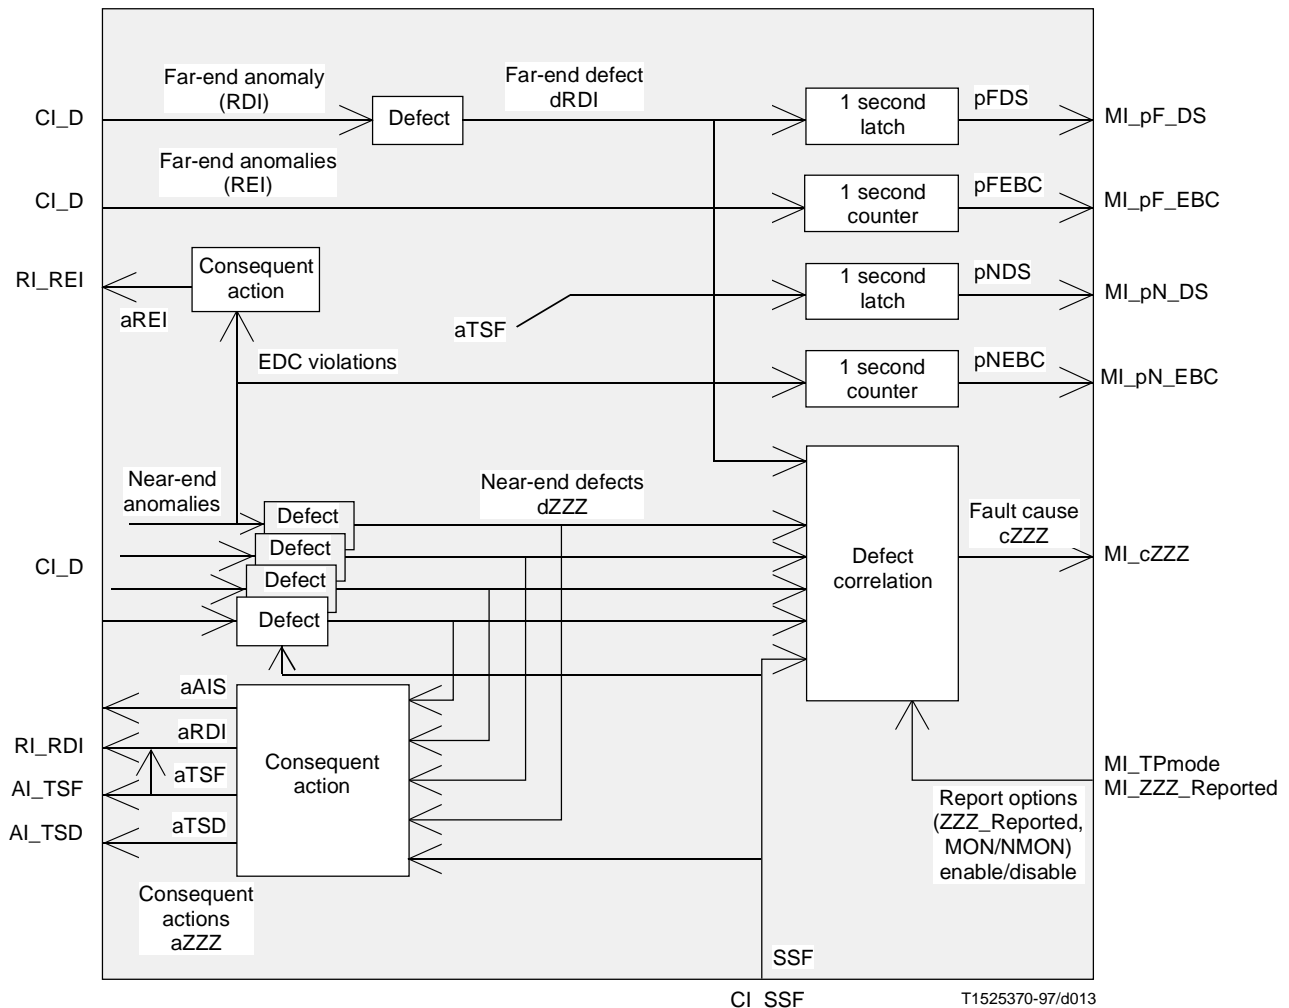 Far-end anomaly
(RDI)
Far-end defect
dRDI
CI_D
Defect
1 second
latch
pFDS
MI_pF_DS
Far-end anomalies
(REI)
CI_D
1 second
counter
pFEBC
MI_pF_EBC
RI_REI
Consequent
action
aREI
1 second
latch
pNDS
MI_pN_DS
aTSF
EDC violations
1 second
counter
pNEBC
MI_pN_EBC
Near-end
anomalies
Near-end defects
dZZZ
Defect
Defect
Defect
Defect
CI_D
Defect
correlation
Fault cause
cZZZ
MI_cZZZ
aAIS
RI_RDI
aRDI
AI_TSF
aTSF
AI_TSD
aTSD
Consequent
action
MI_TPmode
MI_ZZZ_Reported
Report options
(ZZZ_Reported,
MON/NMON)
enable/disable
Consequent
actions
aZZZ
SSF
CI_SSF
T1525370-97/d013